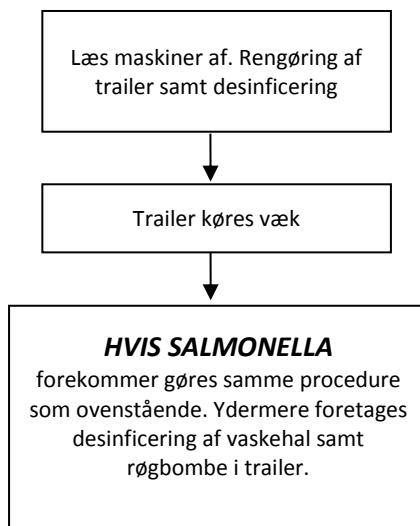 Læs maskiner af. Rengøring af
trailer samt desinficering
Trailer køres væk
HVIS SALMONELLA
forekommer gøres samme procedure
som ovenstående. Ydermere foretages
desinficering af vaskehal samt
røgbombe i trailer.